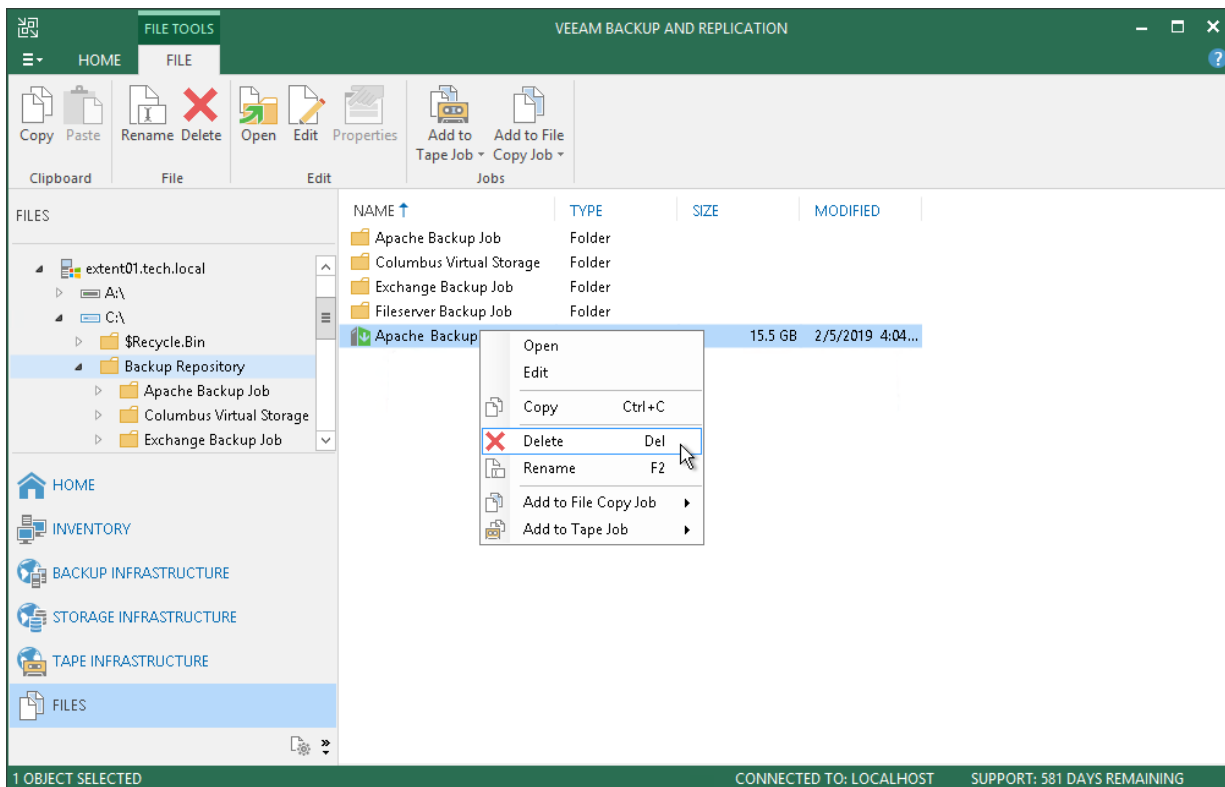 FILE TOOLS
VEEAM BACKUP AND REPLICATION
HOME
FILE
?
Copy
Paste
Rename
Delete
Open
Edit
Properties
Add to
Tape Job
Add to File
Copy Job
Clipboard
File
Edit
Jobs
FILES
extent01.tech.local
A:\
C:\
$Recycle.Bin
Backup Repository
Apache Backup Job
Columbus Virtual Storage
Exchange Backup Job
NAME TYPE SIZE MODIFIED
Apache Backup Job Folder
Columbus Virtual Storage Folder
Exchange Backup Job Folder
Fileserver Backup Job Folder
Apache Backup 15.5 GB 2/5/2019 4:04...
Open
Edit
Copy Ctrl+C
Delete Del
Rename F2
Add to File Copy Job
Add to Tape Job
HOME
INVENTORY
BACKUP INFRASTRUCTURE
STORAGE INFRASTRUCTURE
TAPE INFRASTRUCTURE
FILES
1 OBJECT SELECTED
CONNECTED TO: LOCALHOST
SUPPORT: 581 DAYS REMAINING